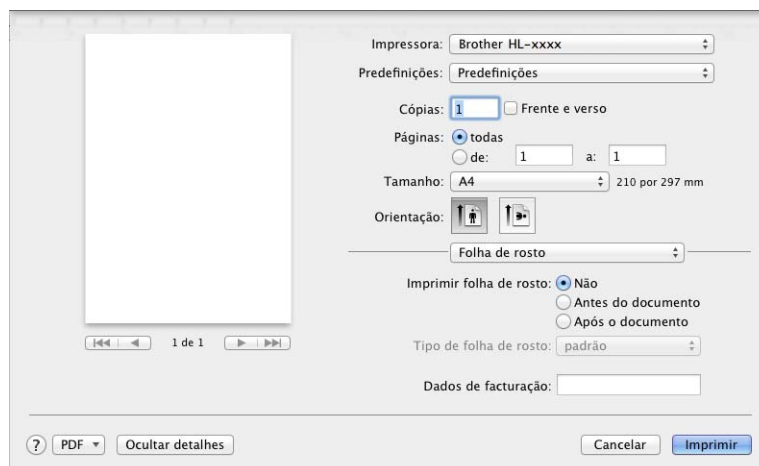 Impressora: Brother HL-xxxx
Predefinições: Predefinições
Cópias: 1 Frente e verso
Páginas: todas
de: 1 a: 1
Tamanho: A4 210 por 297 mm
Orientação:
Folha de rosto
Imprimir folha de rosto: Não
Antes do documento
Após o documento
1 de 1
Tipo de folha de rosto: padrão
Dados de facturação:
? PDF Ocultar detalhes Cancelar Imprimir